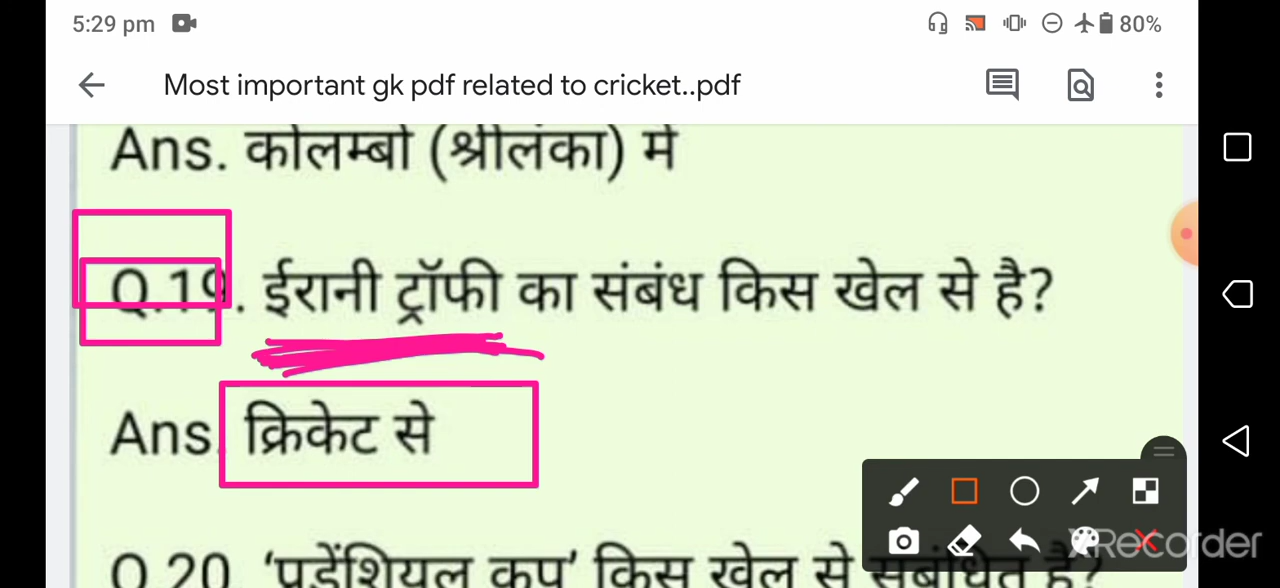 5:29 pm 80%
Most important gk pdf related to cricket..pdf
Ans. कोलम्बो (श्रीलंका) में
Q.19. ईरानी ट्रॉफी का संबंध किस खेल से है?
Ans. क्रिकेट से
Q.20. 'प्रूडेंशियल कप' किस खेल से संबंधित है?
XRecorder